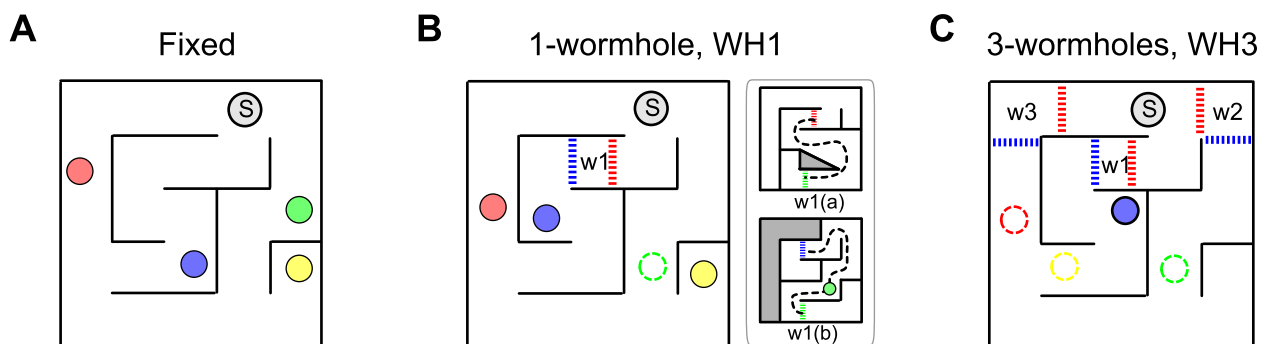 A
Fixed
S
B
1-wormhole, WH1
S
w1
w1(a)
w1(b)
C
3-wormholes, WH3
w3
S
w2
w1